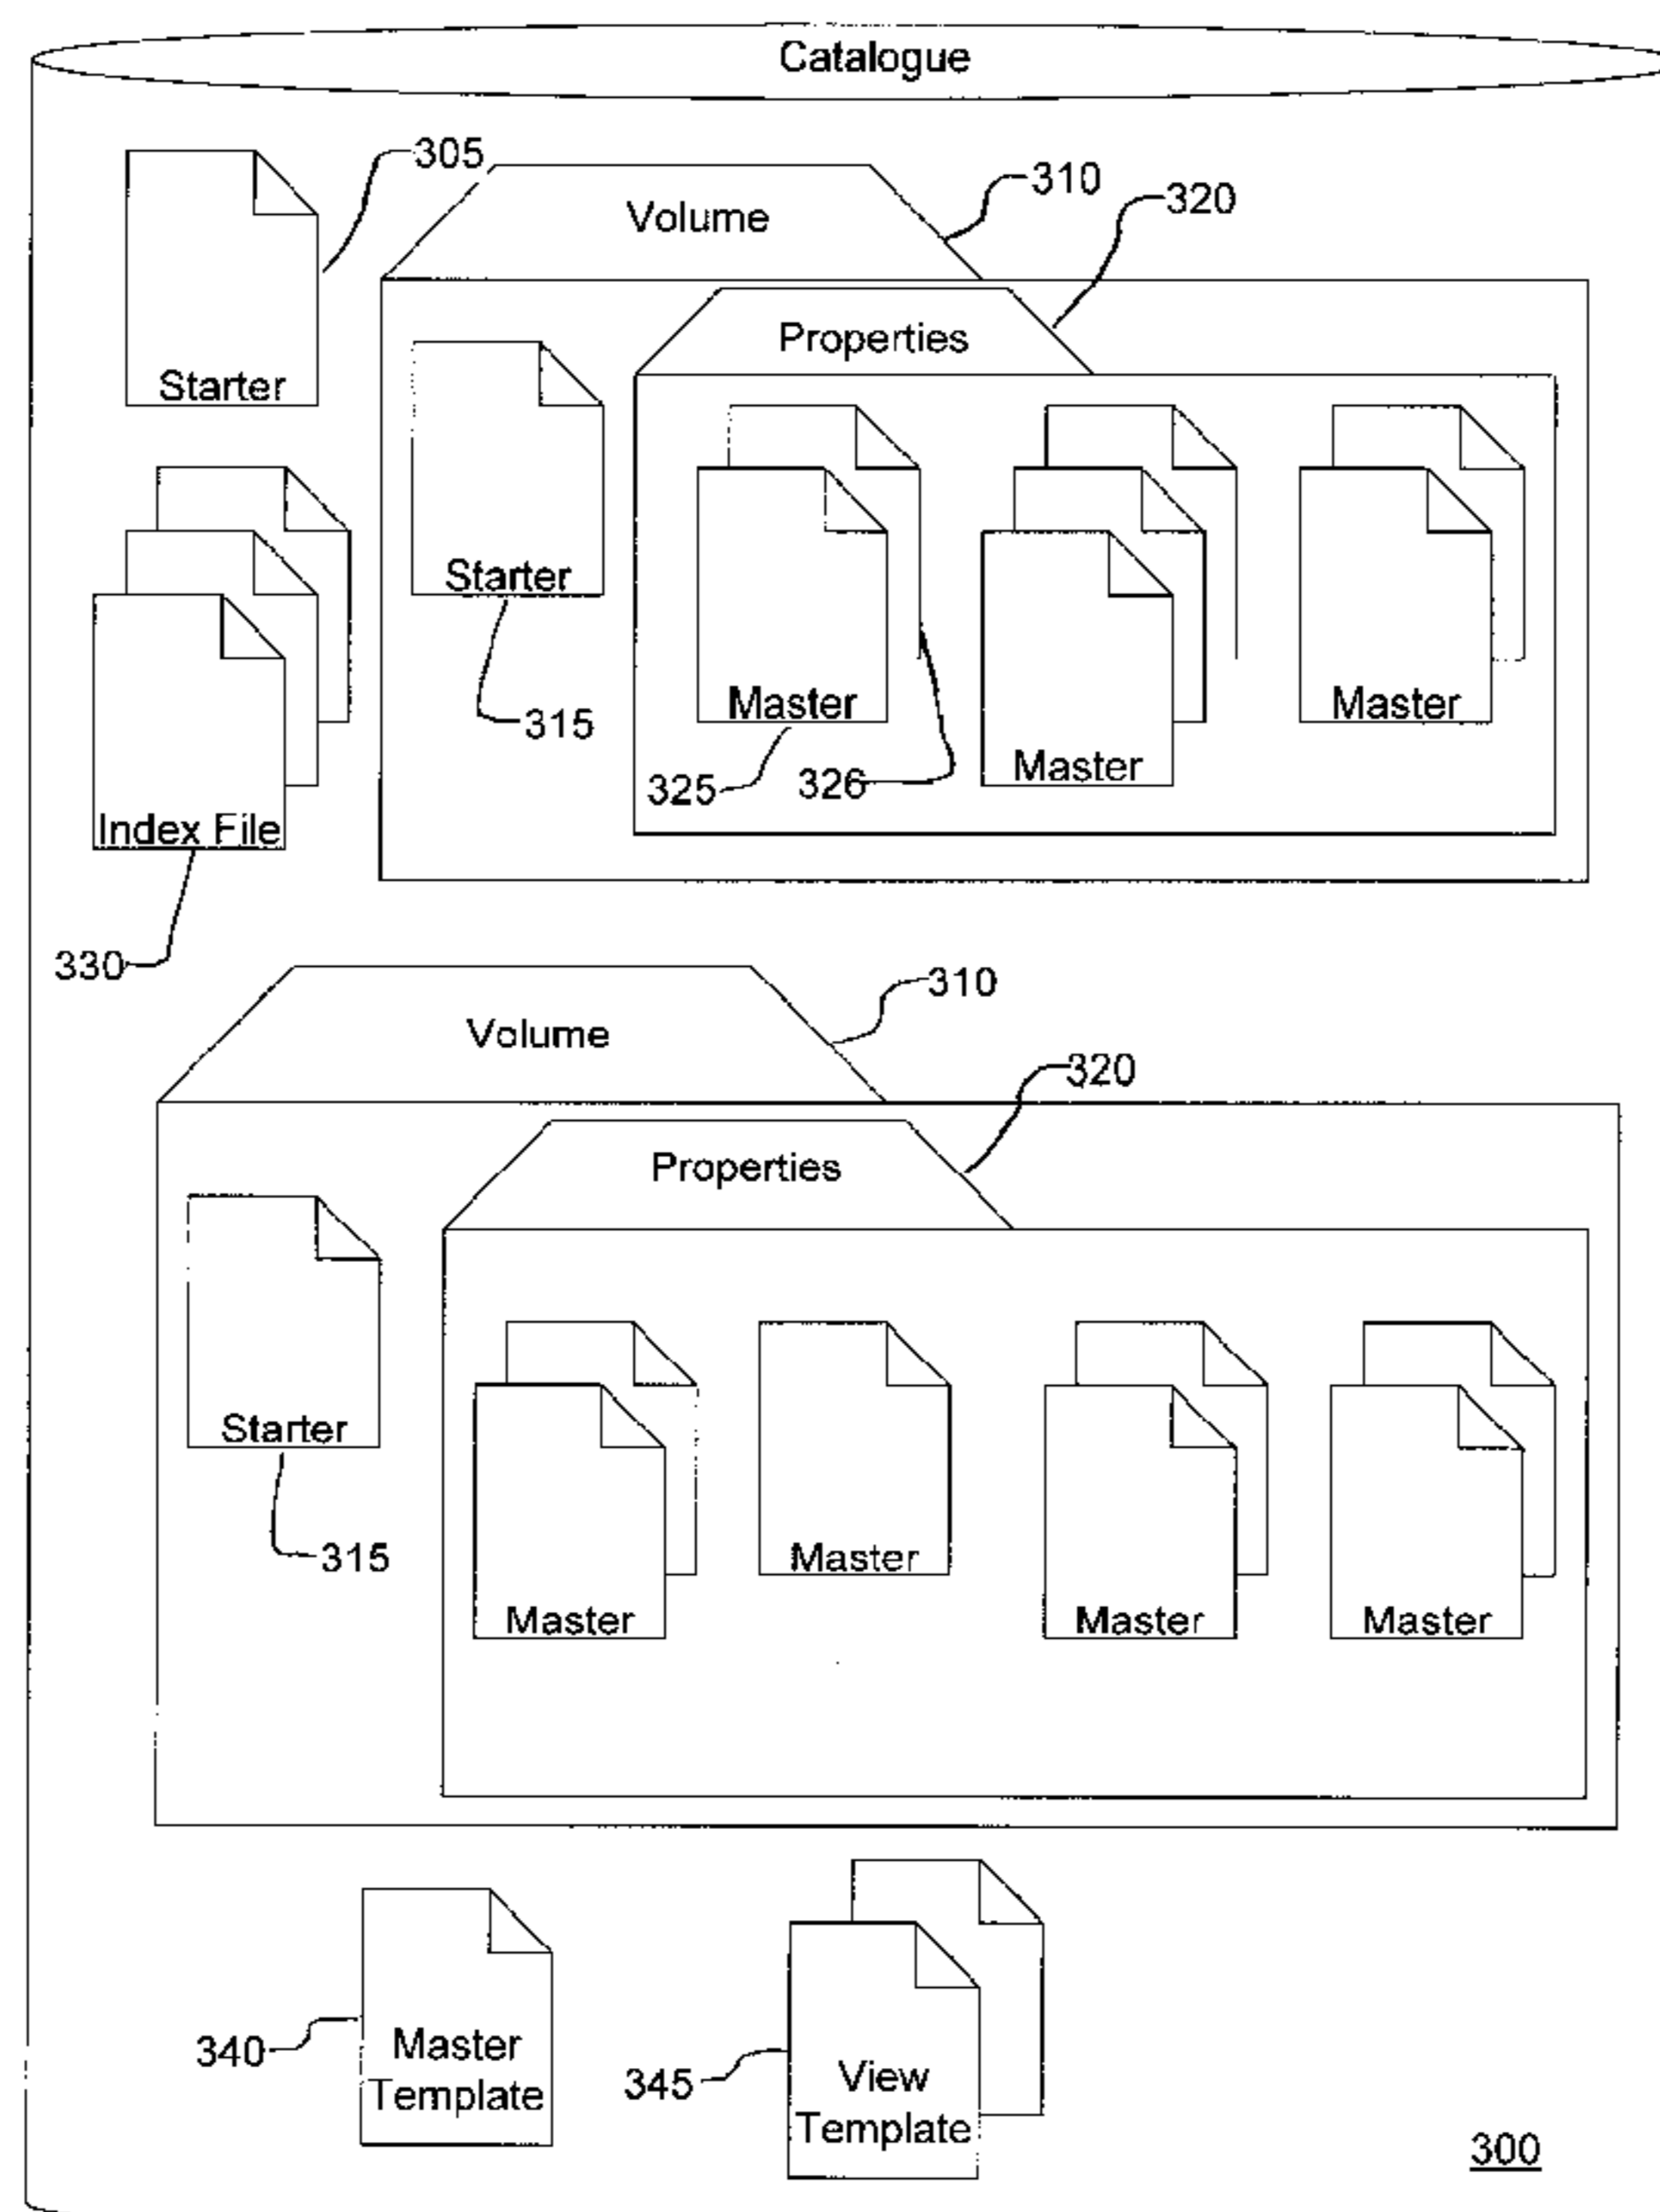 Catalogue
305
310
320
Volume
Properties
Starter
Starter
315
Master
Master
Master
325
326
Index File
330
310
Volume
320
Properties
Starter
315
Master
Master
Master
Master
340
Master
Template
345
View
Template
300